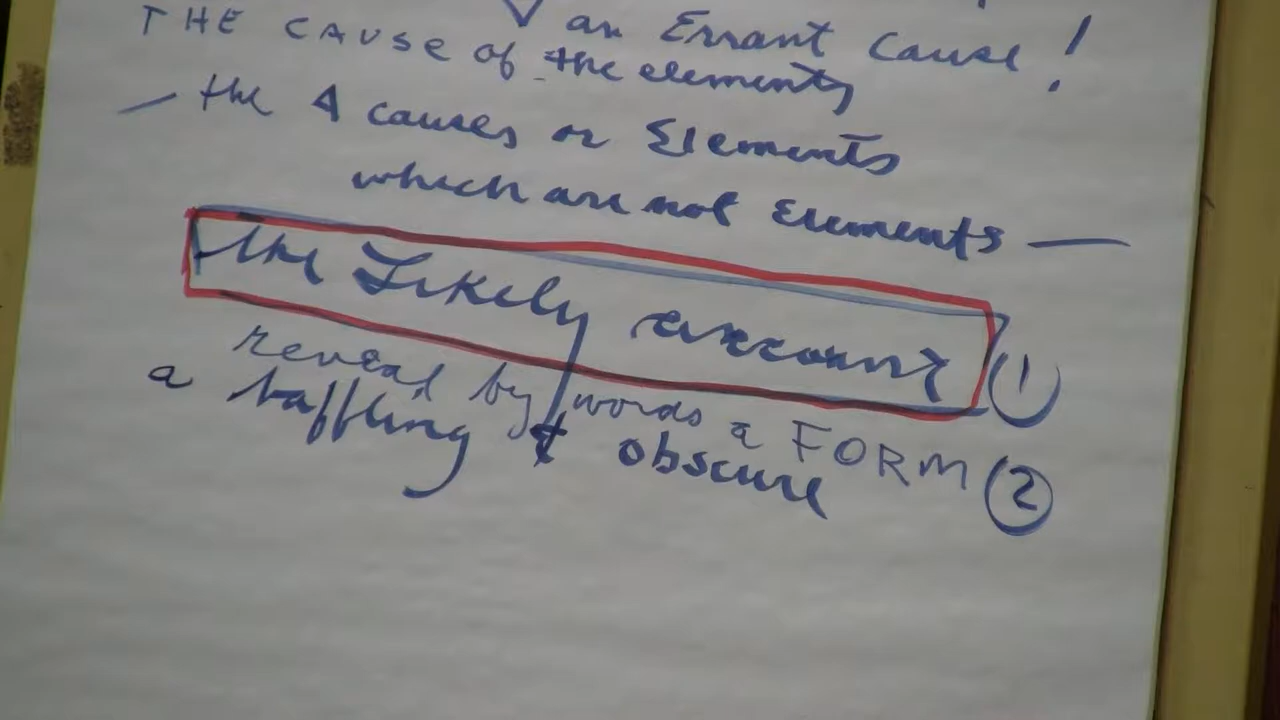 an Errant Cause!
THE CAUSE of the elements
— the 4 causes or Elements
which are not Elements —
the Likely account ①
reveal by words a FORM ②
a baffling & obscure